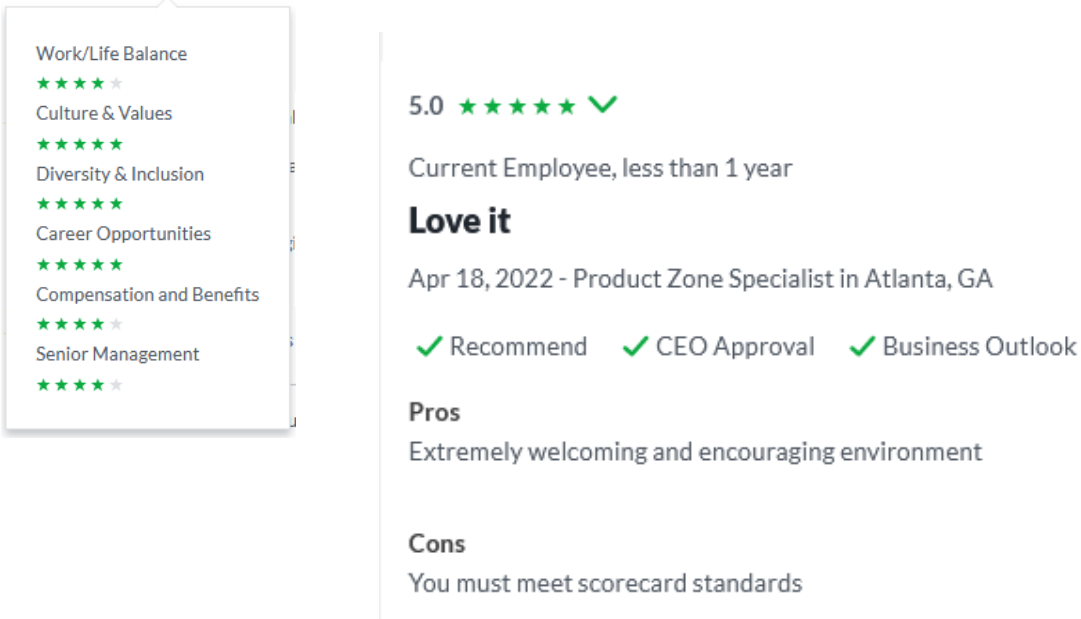 Work/Life Balance
Culture & Values
Diversity & Inclusion
Career Opportunities
Compensation and Benefits
Senior Management
5.0
Current Employee, less than 1 year
Love it
Apr 18, 2022 - Product Zone Specialist in Atlanta, GA
Recommend CEO Approval Business Outlook
Pros
Extremely welcoming and encouraging environment
Cons
You must meet scorecard standards